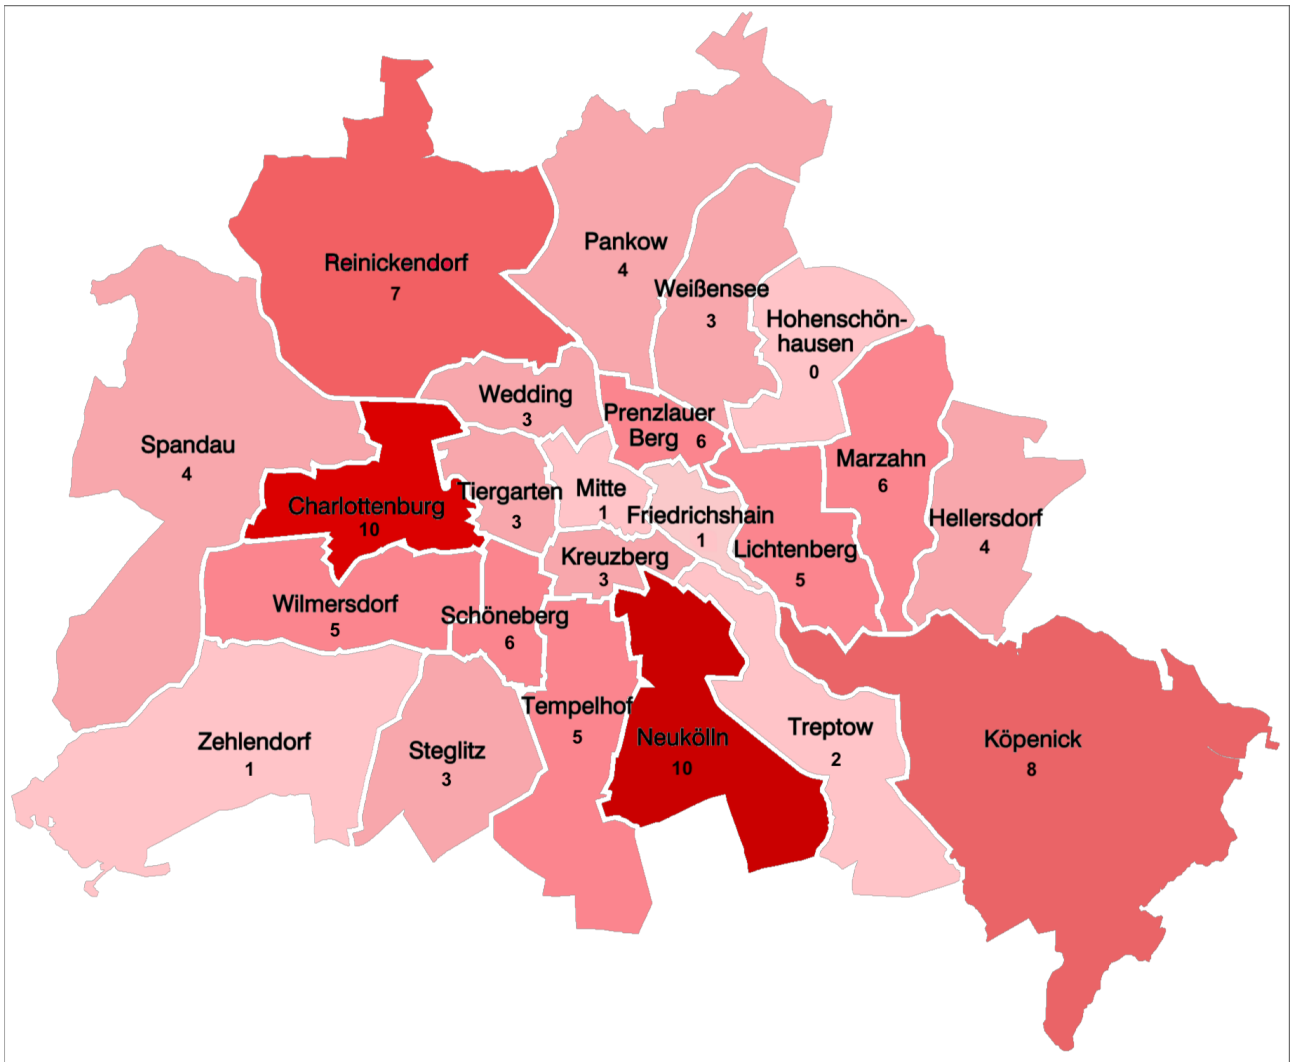 Pankow
4
Reinickendorf
7
Weißensee
3
Hohenschön-
hausen
0
Wedding
3
Prenzlauer
Berg 6
Spandau
4
Marzahn
6
Charlottenburg
10
Tiergarten
3
Mitte
1
Friedrichshain
1
Hellersdorf
4
Lichtenberg
5
Kreuzberg
3
Wilmersdorf
5
Schöneberg
6
Tempelhof
5
Neukölln
10
Treptow
2
Köpenick
8
Zehlendorf
1
Steglitz
3